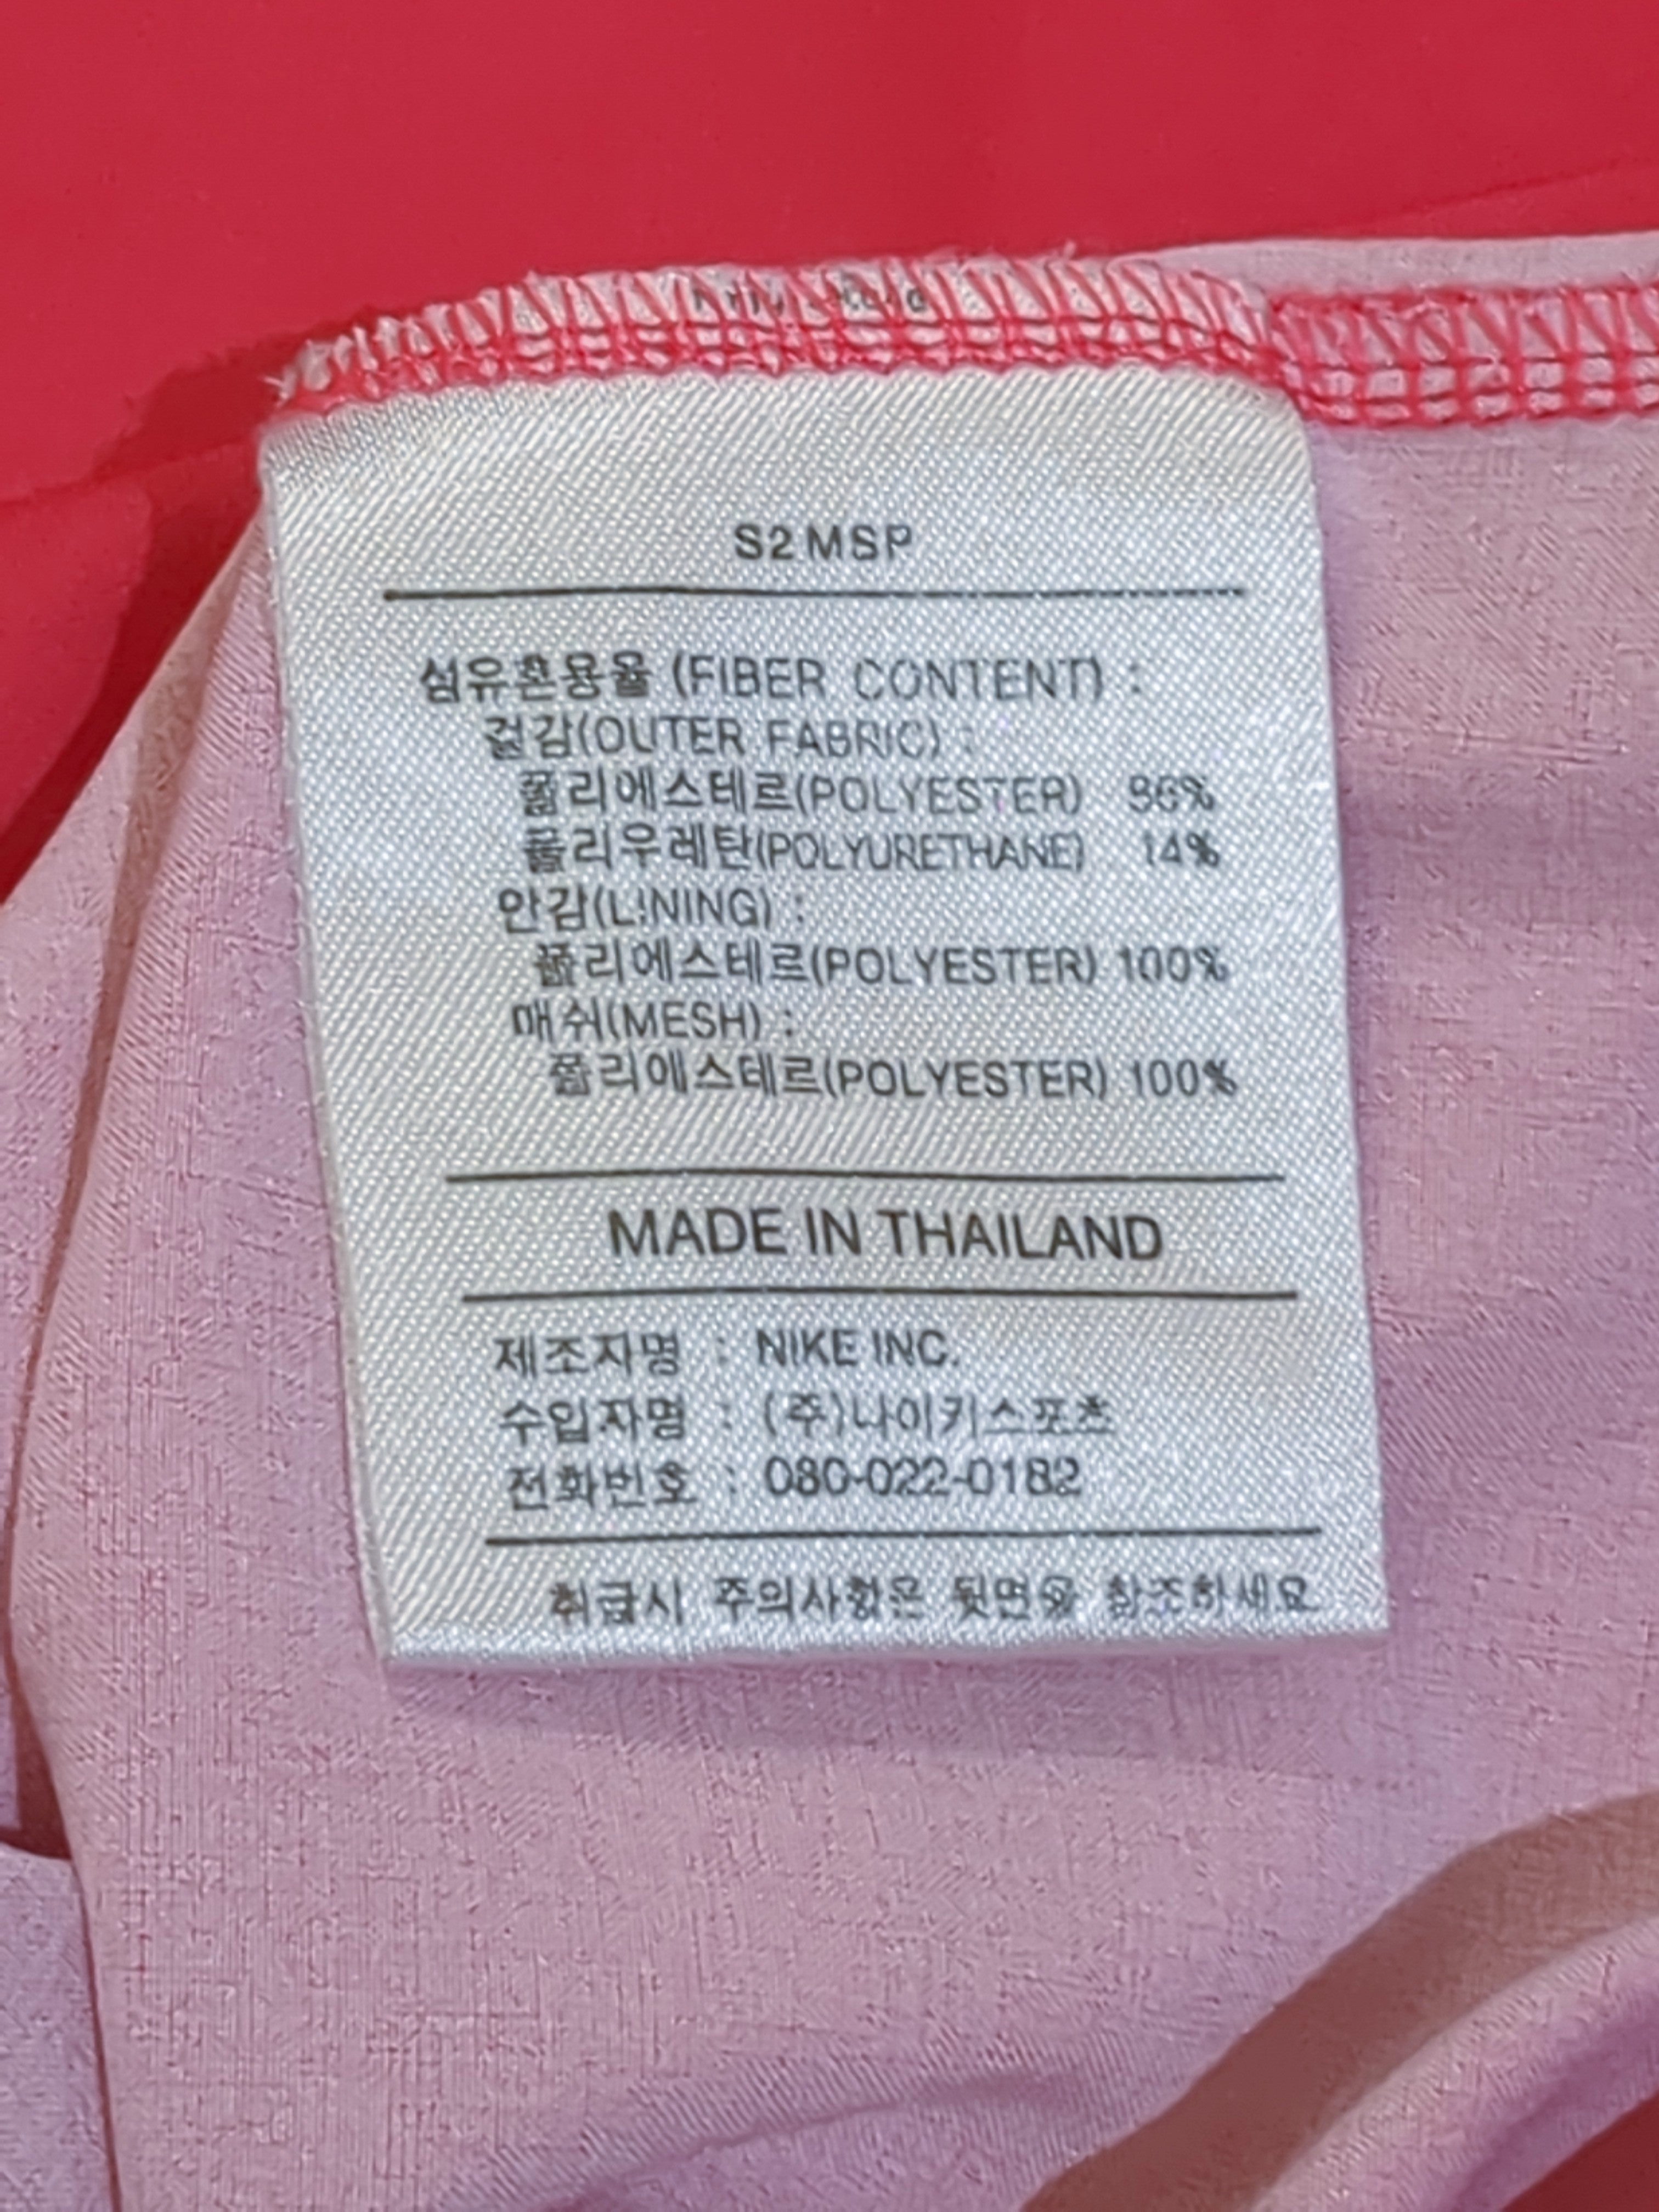 S2 MSP
섬유혼용율 (FIBER CONTENT) :
겉감(OUTER FABRIC) :
폴리에스테르(POLYESTER) 86%
폴리우레탄(POLYURETHANE) 14%
안감(LINING) :
폴리에스테르(POLYESTER) 100%
매쉬(MESH) :
폴리에스테르(POLYESTER) 100%
MADE IN THAILAND
제조자명 : NIKE INC.
수입자명 : (주)나이키스포츠
전화번호 : 080-022-0182
취급시 주의사항은 뒷면을 참조하세요